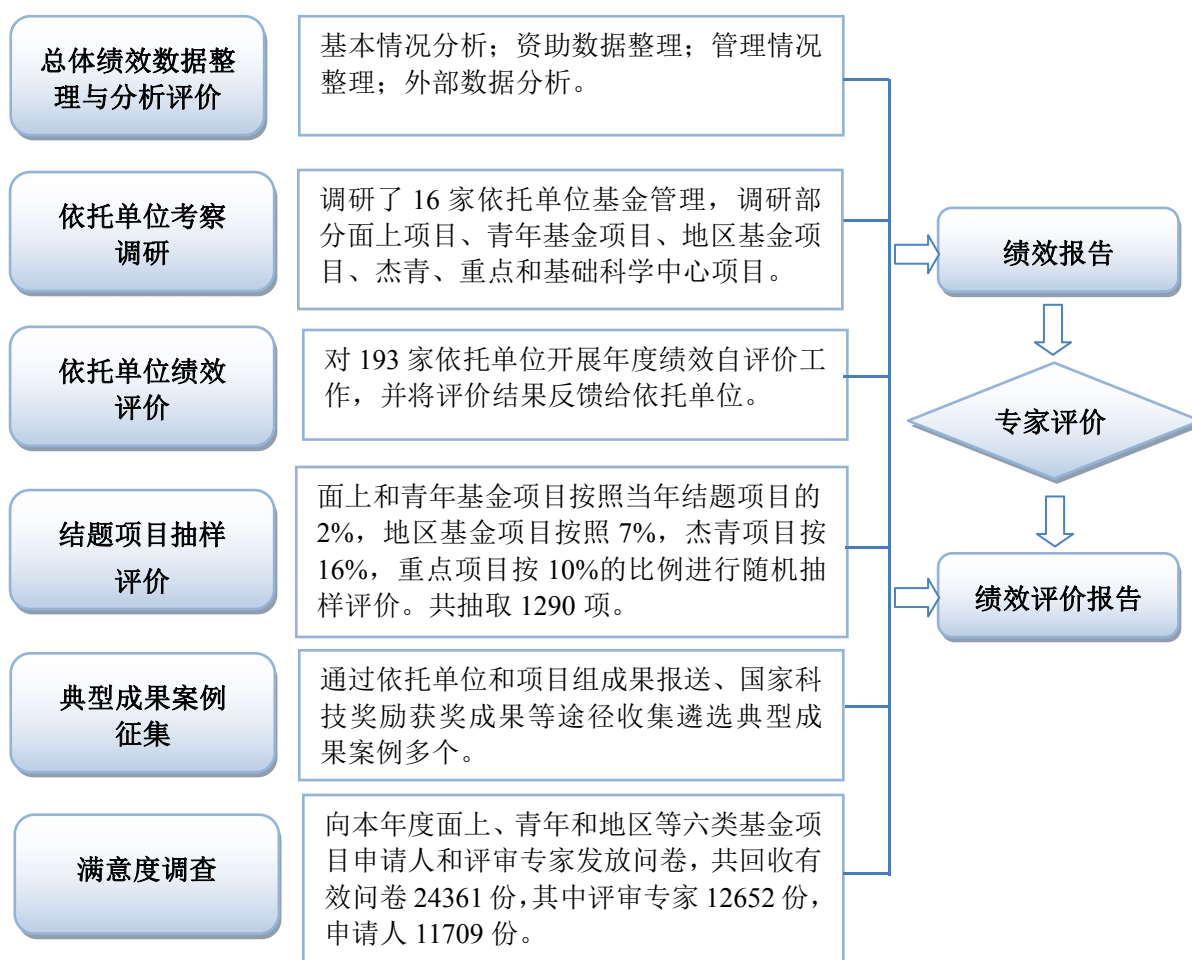 总体绩效数据整
理与分析评价
基本情况分析；资助数据整理；管理情况
整理；外部数据分析。
依托单位考察
调研
调研了 16 家依托单位基金管理，调研部
分面上项目、青年基金项目、地区基金项
目、杰青、重点和基础科学中心项目。
绩效报告
依托单位绩效
评价
对 193 家依托单位开展年度绩效自评价工
作，并将评价结果反馈给依托单位。
专家评价
结题项目抽样
评价
面上和青年基金项目按照当年结题项目的
2%，地区基金项目按照 7%，杰青项目按
16%，重点项目按 10%的比例进行随机抽
样评价。共抽取 1290 项。
绩效评价报告
典型成果案例
征集
通过依托单位和项目组成果报送、国家科
技奖励获奖成果等途径收集遴选典型成
果案例多个。
满意度调查
向本年度面上、青年和地区等六类基金项
目申请人和评审专家发放问卷，共回收有
效问卷 24361 份，其中评审专家 12652 份，
申请人 11709 份。